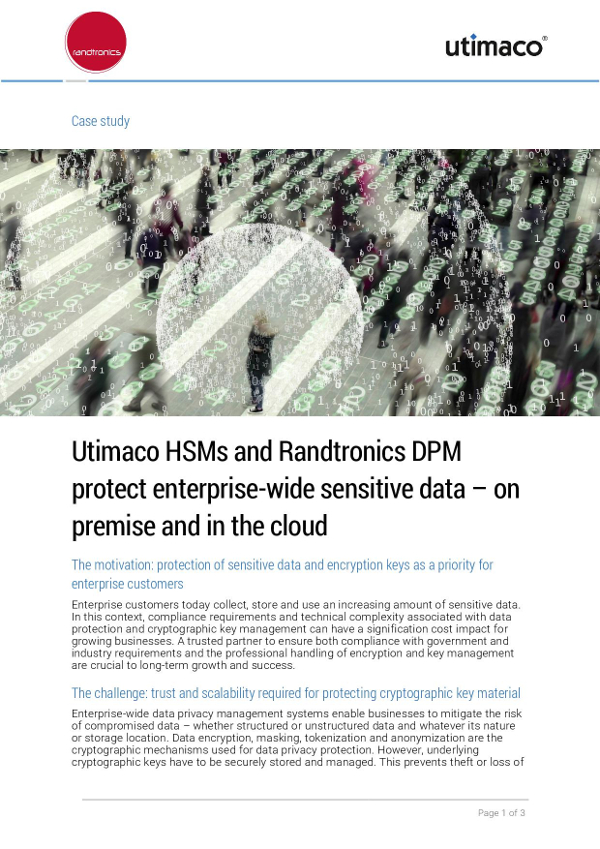 randtronics
utimaco®
Case study
Utimaco HSMs and Randtronics DPM
protect enterprise-wide sensitive data – on
premise and in the cloud
The motivation: protection of sensitive data and encryption keys as a priority for
enterprise customers
Enterprise customers today collect, store and use an increasing amount of sensitive data.
In this context, compliance requirements and technical complexity associated with data
protection and cryptographic key management can have a signification cost impact for
growing businesses. A trusted partner to ensure both compliance with government and
industry requirements and the professional handling of encryption and key management
are crucial to long-term growth and success.
The challenge: trust and scalability required for protecting cryptographic key material
Enterprise-wide data privacy management systems enable businesses to mitigate the risk
of compromised data – whether structured or unstructured data and whatever its nature
or storage location. Data encryption, masking, tokenization and anonymization are the
cryptographic mechanisms used for data privacy protection. However, underlying
cryptographic keys have to be securely stored and managed. This prevents theft or loss of
Page 1 of 3